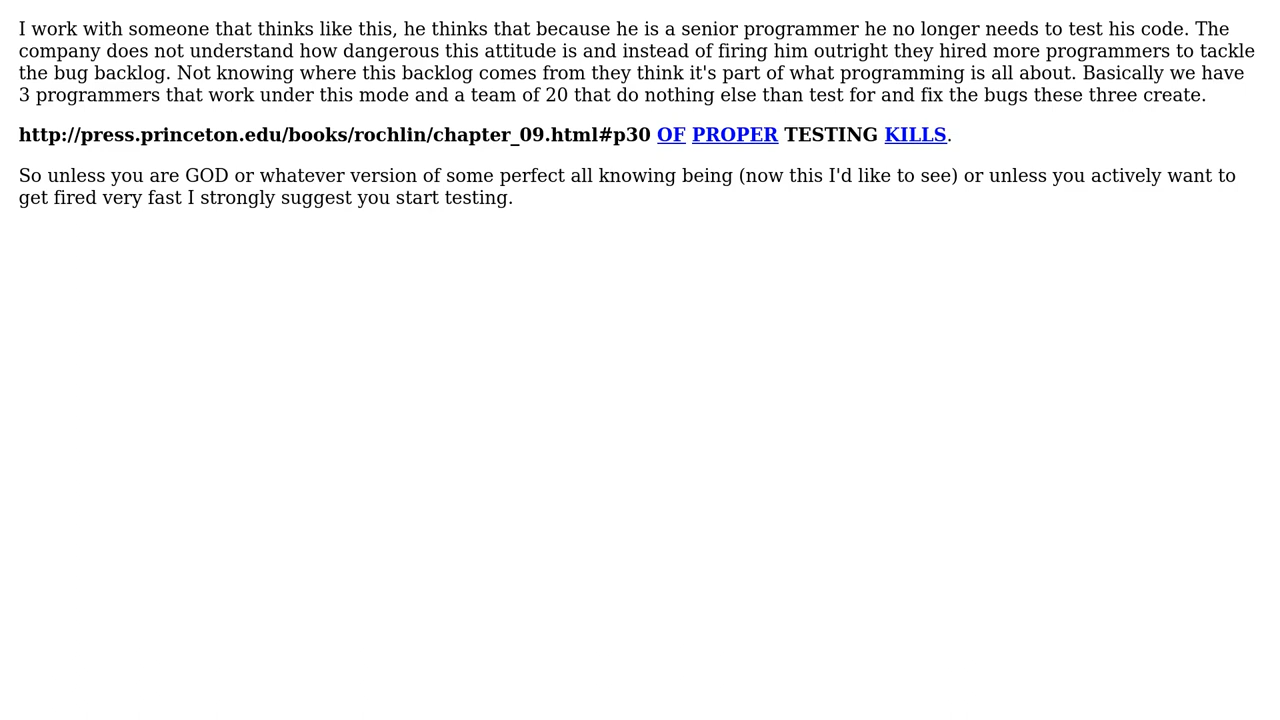 I work with someone that thinks like this, he thinks that because he is a senior programmer he no longer needs to test his code. The
company does not understand how dangerous this attitude is and instead of firing him outright they hired more programmers to tackle
the bug backlog. Not knowing where this backlog comes from they think it's part of what programming is all about. Basically we have
3 programmers that work under this mode and a team of 20 that do nothing else than test for and fix the bugs these three create.
http://press.princeton.edu/books/rochlin/chapter_09.html#p30 OF PROPER TESTING KILLS.
So unless you are GOD or whatever version of some perfect all knowing being (now this I'd like to see) or unless you actively want to
get fired very fast I strongly suggest you start testing.